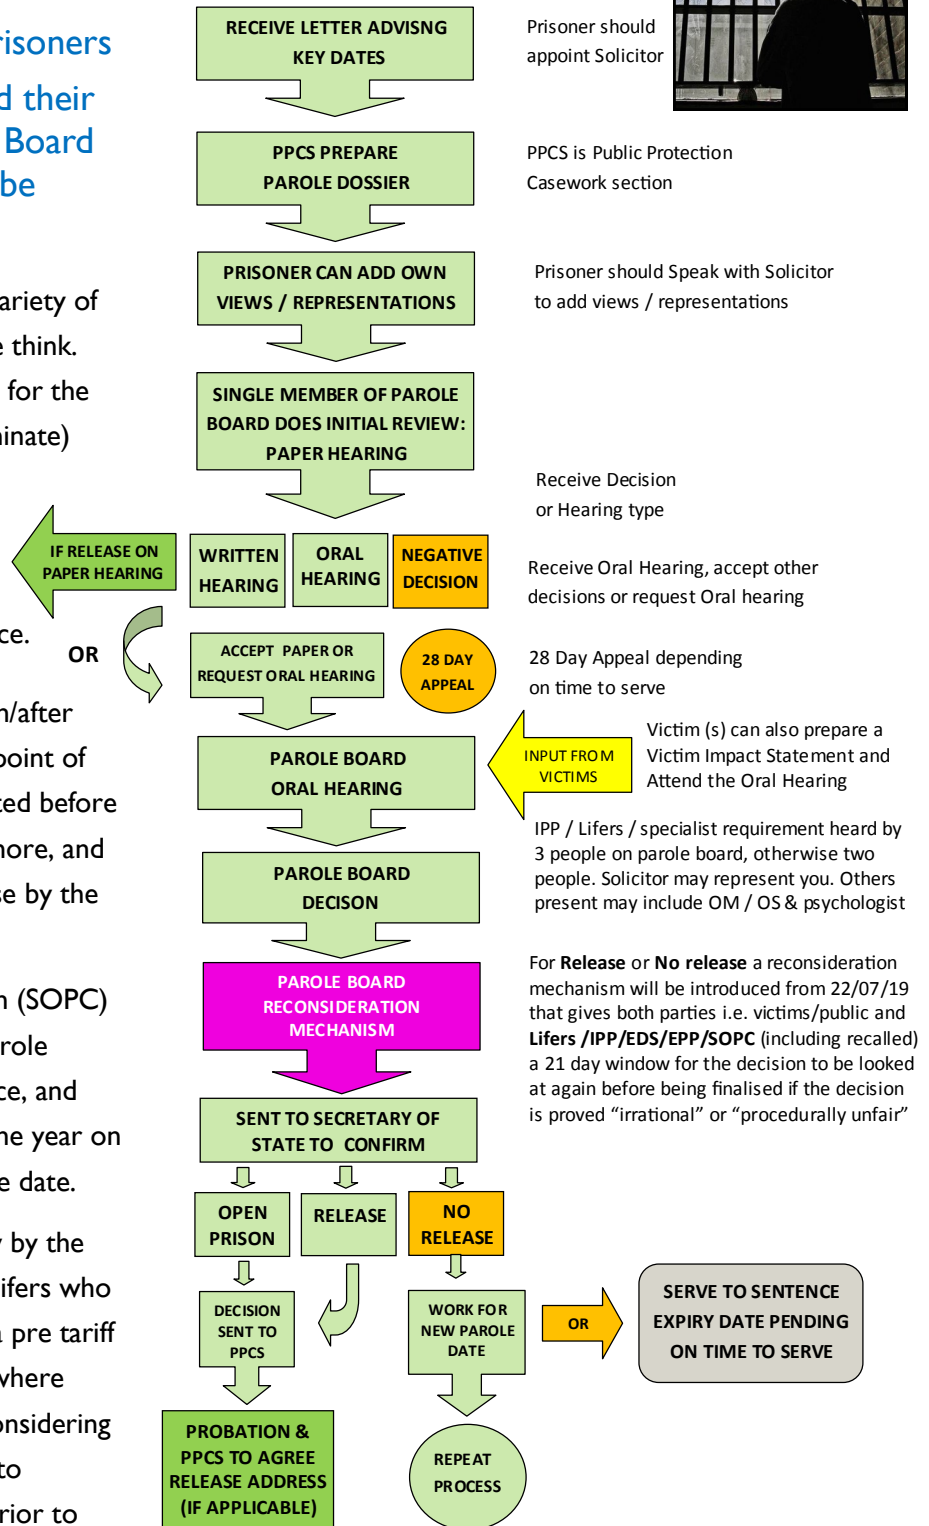 risoners
d their
Board
be
ariety of
e think.
for the
ninate)
ce.
n/after
point of
ted before
nore, and
se by the
n (SOPC)
role
ce, and
ne year on
e date.
y by the
ifers who
a pre tariff
where
onsidering
to
rior to
RECEIVE LETTER ADVISNG
KEY DATES
Prisoner should
appoint Solicitor
PPCS PREPARE
PAROLE DOSSIER
PPCS is Public Protection
Casework section
PRISONER CAN ADD OWN
VIEWS / REPRESENTATIONS
Prisoner should Speak with Solicitor
to add views / representations
SINGLE MEMBER OF PAROLE
BOARD DOES INITIAL REVIEW:
PAPER HEARING
Receive Decision
or Hearing type
IF RELEASE ON
PAPER HEARING
WRITTEN
HEARING
ORAL
HEARING
NEGATIVE
DECISION
Receive Oral Hearing, accept other
decisions or request Oral hearing
OR
ACCEPT PAPER OR
REQUEST ORAL HEARING
28 DAY
APPEAL
28 Day Appeal depending
on time to serve
PAROLE BOARD
ORAL HEARING
INPUT FROM
VICTIMS
Victim (s) can also prepare a
Victim Impact Statement and
Attend the Oral Hearing
IPP / Lifers / specialist requirement heard by
3 people on parole board, otherwise two
people. Solicitor may represent you. Others
present may include OM / OS & psychologist
PAROLE BOARD
DECISON
PAROLE BOARD
RECONSIDERATION
MECHANISM
For Release or No release a reconsideration
mechanism will be introduced from 22/07/19
that gives both parties i.e. victims/public and
Lifers /IPP/EDS/EPP/SOPC (including recalled)
a 21 day window for the decision to be looked
at again before being finalised if the decision
is proved “irrational” or “procedurally unfair”
SENT TO SECRETARY OF
STATE TO CONFIRM
OPEN
PRISON
RELEASE
NO
RELEASE
DECISION
SENT TO
PPCS
WORK FOR
NEW PAROLE
DATE
OR
SERVE TO SENTENCE
EXPIRY DATE PENDING
ON TIME TO SERVE
PROBATION &
PPCS TO AGREE
RELEASE ADDRESS
(IF APPLICABLE)
REPEAT
PROCESS